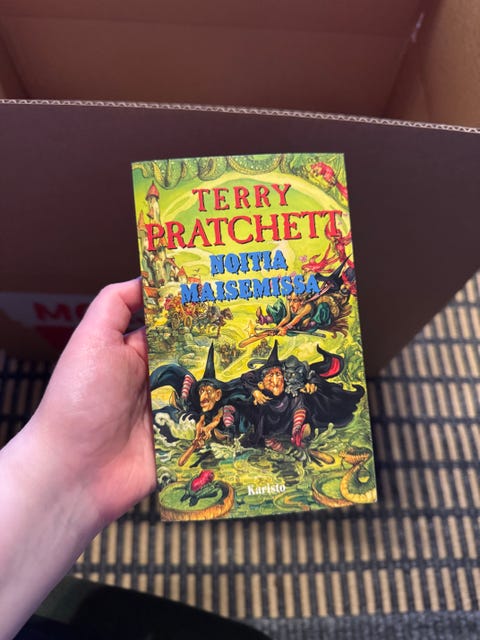 TERRY
PRATCHETT
NOITIA
MAISEMISSA
Karisto